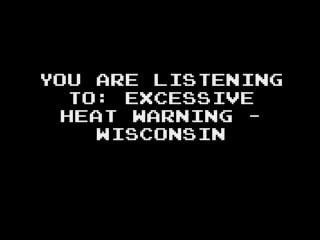 YOU ARE LISTENING
TO: EXCESSIVE
HEAT WARNING -
WISCONSIN